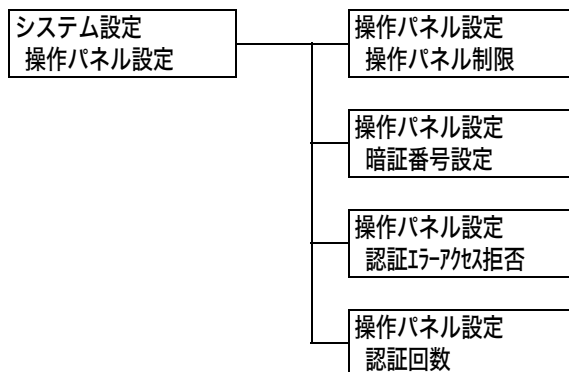 システム設定
操作パネル設定
操作パネル設定
操作パネル制限
操作パネル設定
暗証番号設定
操作パネル設定
認証ｴﾗｰｱｸｾｽ拒否
操作パネル設定
認証回数